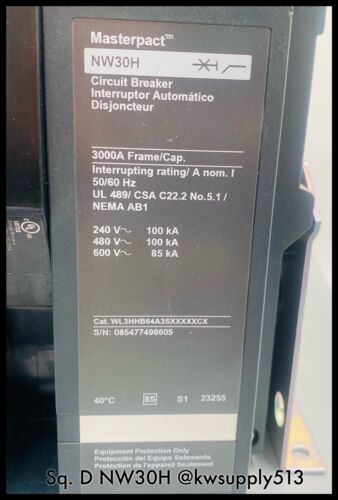 Masterpact™
NW30H
Circuit Breaker
Interruptor Automático
Disjoncteur
3000A Frame/Cap.
Interrupting rating/ A nom. I
50/60 Hz
UL 489/ CSA C22.2 No.5.1 /
NEMA AB1
240 V~ 100 kA
480 V~ 100 kA
600 V~ 85 kA
Cat. WL3HHB64A3SXXXXXCX
S/N: 085477496605
40°C 85 S1 23255
Equipment Protection Only
Protección del Equipo Solamente
Protection de l'appareil Seulement
Sq. D NW30H @kwsupply513